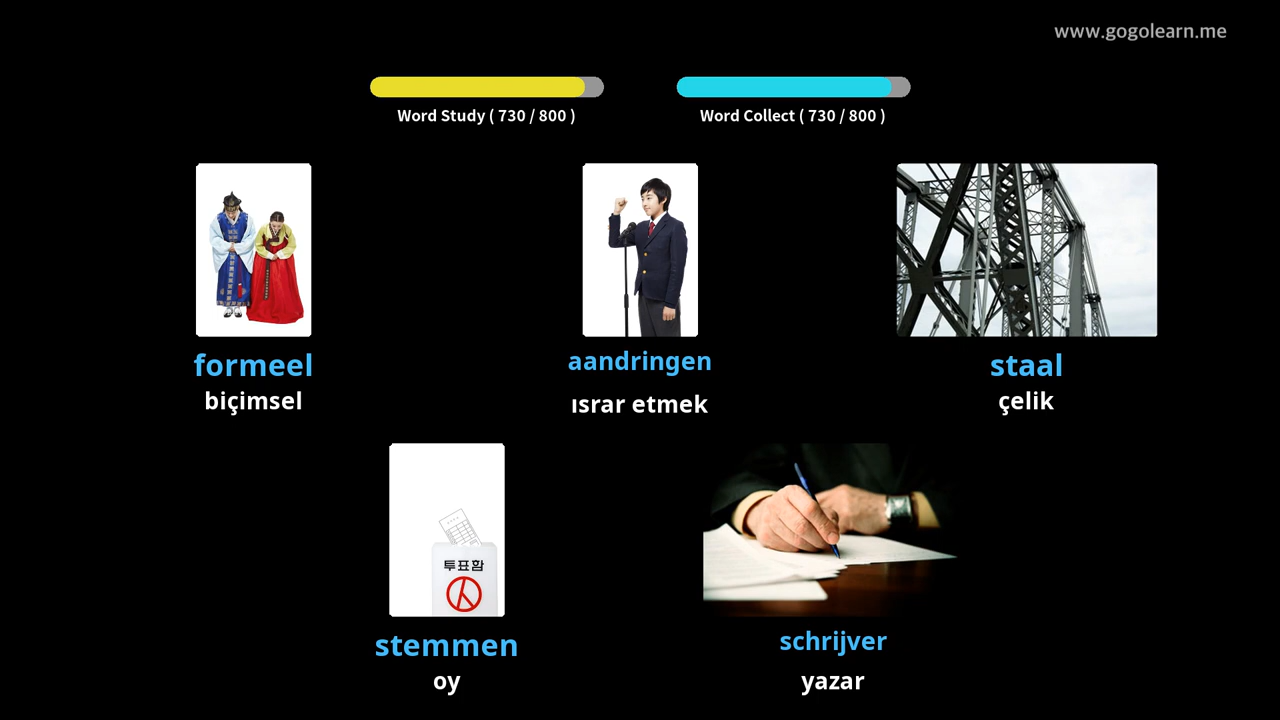 www.gogolearn.me
Word Study ( 730 / 800 )
Word Collect ( 730 / 800 )
formeel
biçimsel
aandringen
ısrar etmek
staal
çelik
투표함
stemmen
oy
schrijver
yazar